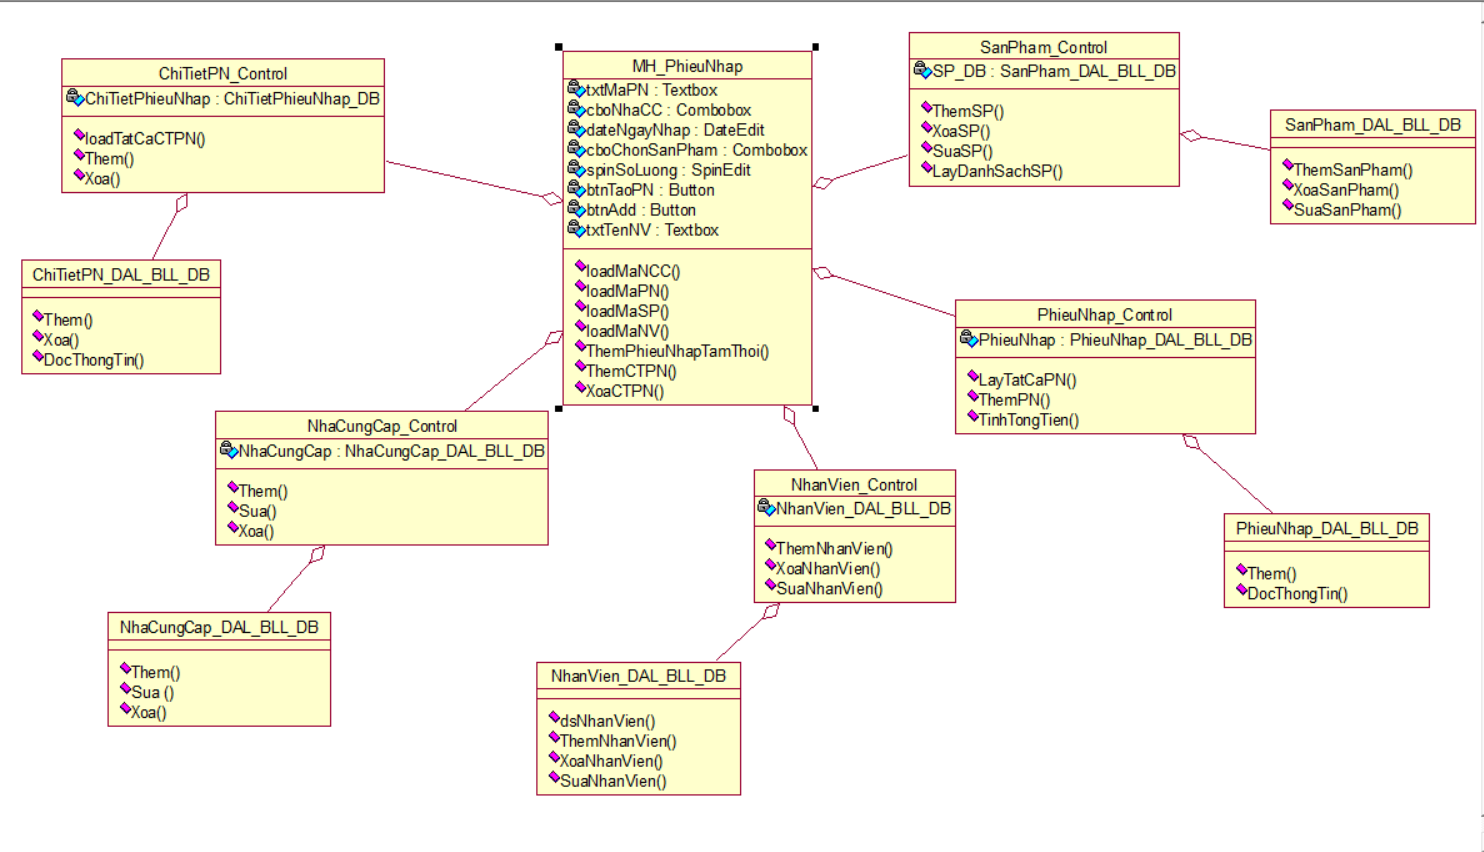 ChiTietPN_Control
ChiTietPhieuNhap : ChiTietPhieuNhap_DB
loadTatCaCTPN()
Them()
Xoa()
ChiTietPN_DAL_BLL_DB
Them()
Xoa()
DocThongTin()
MH_PhieuNhap
txtMaPN : Textbox
cboNhaCC : Combobox
dateNgayNhap : DateEdit
cboChonSanPham : Combobox
spinSoLuong : SpinEdit
btnTaoPN : Button
btnAdd : Button
txtTenNV : Textbox
loadMaNCC()
loadMaPN()
loadMaSP()
loadMaNV()
ThemPhieuNhapTamThoi()
ThemCTPN()
XoaCTPN()
SanPham_Control
SP_DB : SanPham_DAL_BLL_DB
ThemSP()
XoaSP()
SuaSP()
LayDanhSachSP()
SanPham_DAL_BLL_DB
ThemSanPham()
XoaSanPham()
SuaSanPham()
PhieuNhap_Control
PhieuNhap : PhieuNhap_DAL_BLL_DB
LayTatCaPN()
ThemPN()
TinhTongTien()
PhieuNhap_DAL_BLL_DB
Them()
DocThongTin()
NhaCungCap_Control
NhaCungCap : NhaCungCap_DAL_BLL_DB
Them()
Sua()
Xoa()
NhaCungCap_DAL_BLL_DB
Them()
Sua ()
Xoa()
NhanVien_Control
NhanVien_DAL_BLL_DB
ThemNhanVien()
XoaNhanVien()
SuaNhanVien()
NhanVien_DAL_BLL_DB
dsNhanVien()
ThemNhanVien()
XoaNhanVien()
SuaNhanVien()